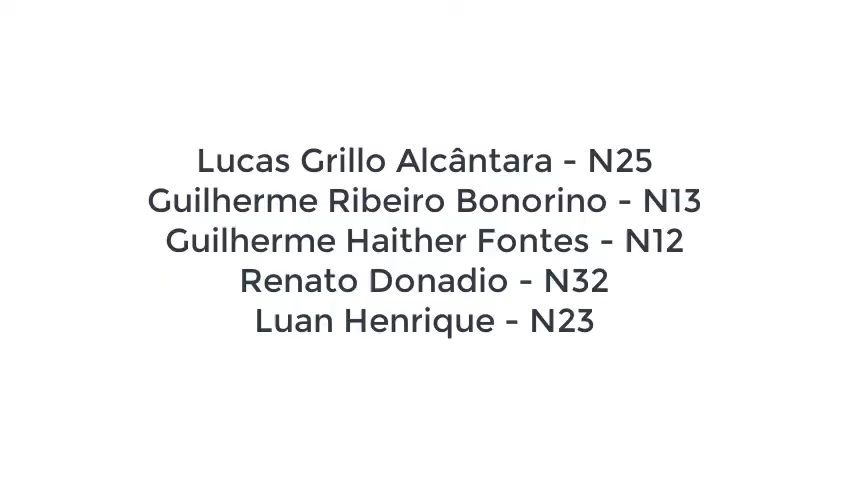 Lucas Grillo Alcântara - N25
Guilherme Ribeiro Bonorino - N13
Guilherme Haither Fontes - N12
Renato Donadio - N32
Luan Henrique - N23